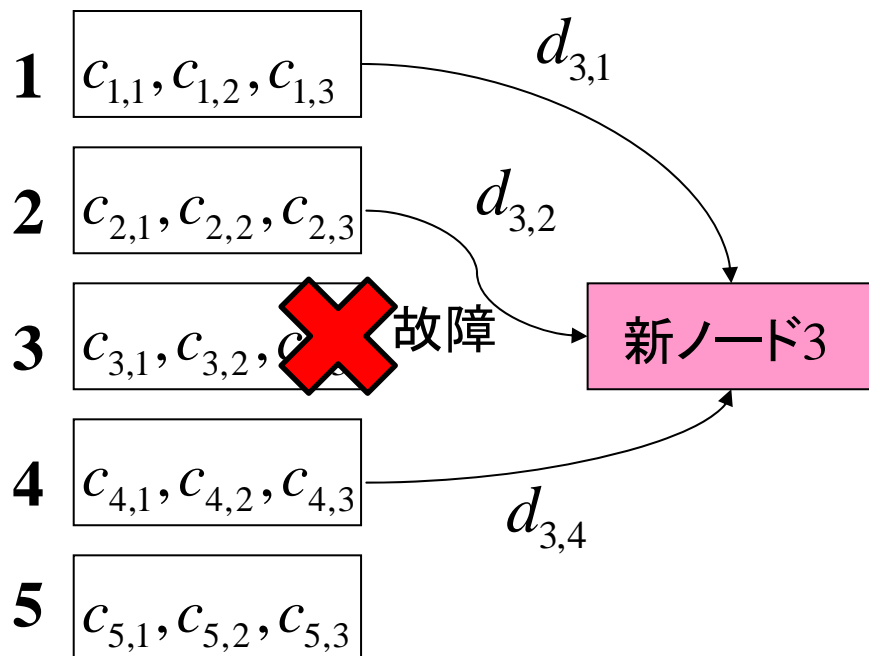 1 c1,1, c1,2, c1,3
d3,1
2 c2,1, c2,2, c2,3
d3,2
3 c3,1, c3,2, c
故障
新ノード3
4 c4,1, c4,2, c4,3
d3,4
5 c5,1, c5,2, c5,3